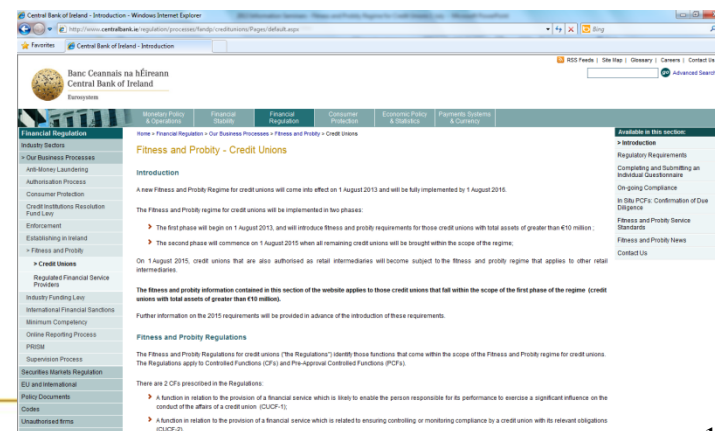 Central Bank of Ireland - Introduction - Windows Internet Explorer
http://www.centralbank.ie/regulation/processes/fandp/creditunions/Pages/default.aspx
Bing
Favorites
Central Bank of Ireland - Introduction
RSS Feeds | Site Map | Glossary | Careers | Contact Us
Banc Ceannais na hÉireann
Central Bank of Ireland
Eurosystem
Advanced Search
Monetary Policy & Operations
Financial Stability
Financial Regulation
Consumer Protection
Economic Policy & Statistics
Payments Systems & Currency
Financial Regulation
Industry Sectors
> Our Business Processes
Anti-Money Laundering
Authorisation Process
Consumer Protection
Credit Institutions Resolution
Fund Levy
Enforcement
Establishing in Ireland
> Fitness and Probity
> Credit Unions
Regulated Financial Service
Providers
Industry Funding Levy
International Financial Sanctions
Minimum Competency
Online Reporting Process
PRISM
Supervision Process
Securities Markets Regulation
EU and International
Policy Documents
Codes
Unauthorised firms
Home > Financial Regulation > Our Business Processes > Fitness and Probity > Credit Unions
Fitness and Probity - Credit Unions
Introduction
A new Fitness and Probity Regime for credit unions will come into effect on 1 August 2013 and will be fully implemented by 1 August 2016.
The Fitness and Probity regime for credit unions will be implemented in two phases:
The first phase will begin on 1 August 2013, and will introduce fitness and probity requirements for those credit unions with total assets of greater than €10 million ;
The second phase will commence on 1 August 2015 when all remaining credit unions will be brought within the scope of the regime;
On 1 August 2015, credit unions that are also authorised as retail intermediaries will become subject to the fitness and probity regime that applies to other retail
intermediaries.
The fitness and probity information contained in this section of the website applies to those credit unions that fall within the scope of the first phase of the regime (credit
unions with total assets of greater than €10 million).
Further information on the 2015 requirements will be provided in advance of the introduction of these requirements.
Fitness and Probity Regulations
The Fitness and Probity Regulations for credit unions ("the Regulations") identify those functions that come within the scope of the Fitness and Probity regime for credit unions.
The Regulations apply to Controlled Functions (CFs) and Pre-Approval Controlled Functions (PCFs).
There are 2 CFs prescribed in the Regulations:
A function in relation to the provision of a financial service which is likely to enable the person responsible for its performance to exercise a significant influence on the
conduct of the affairs of a credit union (CUCF-1);
A function in relation to the provision of a financial service which is related to ensuring controlling or monitoring compliance by a credit union with its relevant obligations
(CUCF-2)
Available in this section:
> Introduction
Regulatory Requirements
Completing and Submitting an
Individual Questionnaire
On-going Compliance
In Situ PCFs: Confirmation of Due
Diligence
Fitness and Probity Service
Standards
Fitness and Probity News
Contact Us